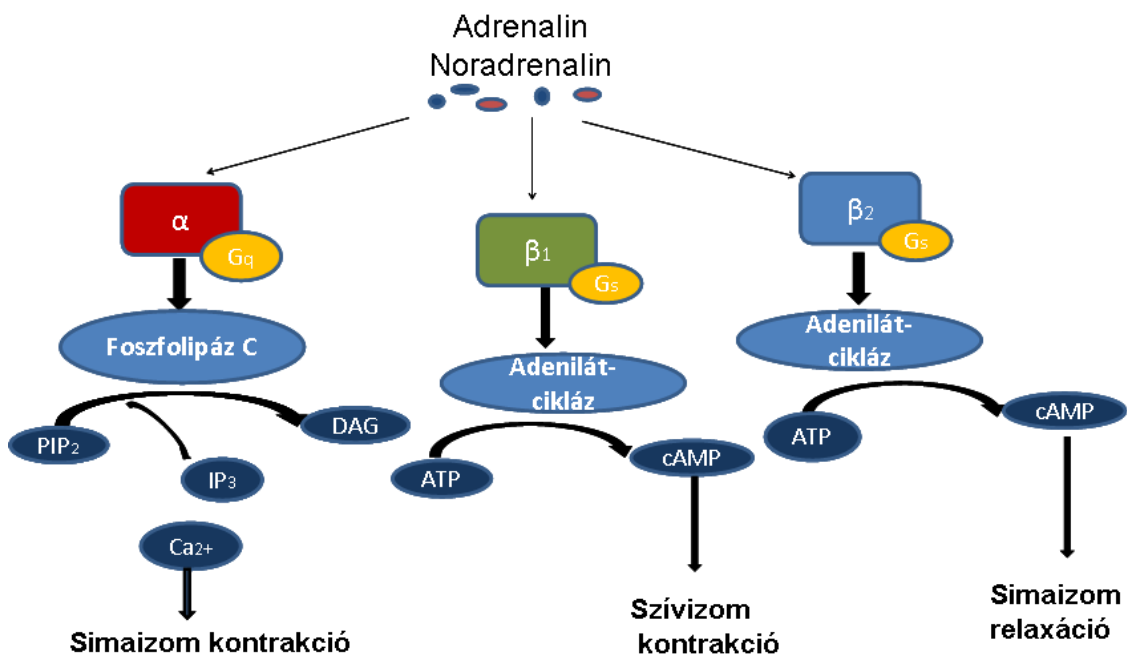 Adrenalin
Noradrenalin
α
Gq
Foszfolipáz C
PIP2
DAG
IP3
Ca2+
Simaizom kontrakció
β1
Gs
Adenilát-
cikláz
ATP
cAMP
Szívizom
kontrakció
β2
Gs
Adenilát-
cikláz
ATP
cAMP
Simaizom
relaxáció